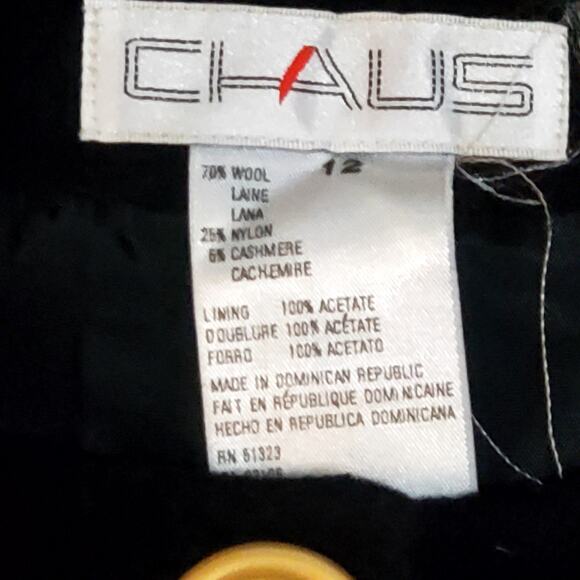 CHAUS
12
70% WOOL
LAINE
LANA
25% NYLON
5% CASHMERE
CACHEMIRE
LINING 100% ACETATE
DOUBLURE 100% ACÉTATE
FORRO 100% ACETATO
MADE IN DOMINICAN REPUBLIC
FAIT EN RÉPUBLIQUE DOMINICAINE
HECHO EN REPUBLICA DOMINICANA
RN 51323